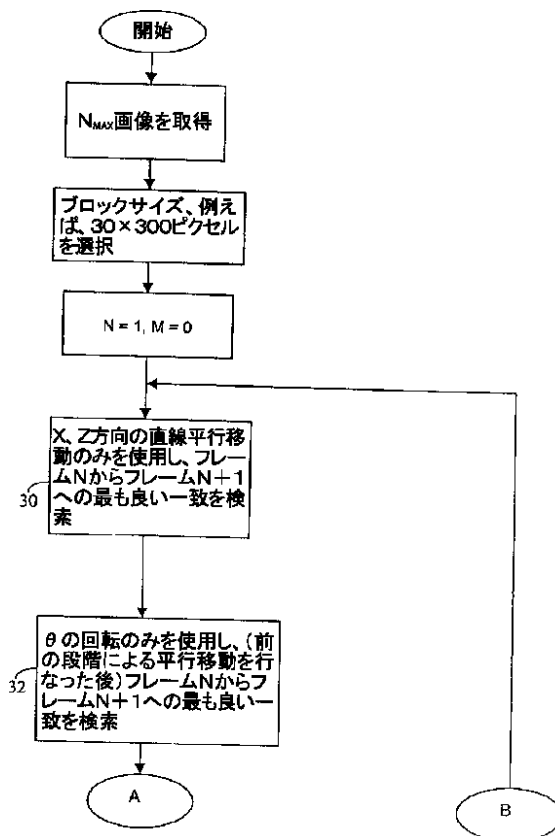 開始
NMAX画像を取得
ブロックサイズ、例え
ば、30×300ピクセル
を選択
N = 1, M = 0
X、Z方向の直線平行移
動のみを使用し、フレー
ムNからフレームN+1
への最も良い一致を検
索
30
θの回転のみを使用し、(前
の段階による平行移動を行
なった後)フレームNからフ
レームN+1への最も良い一
致を検索
32
A
B